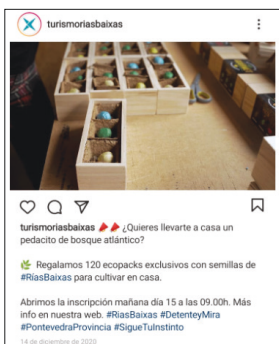 turismoriasbaixas
turismoriasbaixas 🌶️🌶️ ¿Quieres llevarte a casa un
pedacito de bosque atlántico?
🌿 Regalamos 120 ecopacks exclusivos con semillas de
#RíasBaixas para cultivar en casa.
Abrimos la inscripción mañana día 15 a las 09.00h. Más
info en nuestra web. #RíasBaixas #DetenteyMira
#PontevedraProvincia #SigueTuInstinto
14 de diciembre de 2020